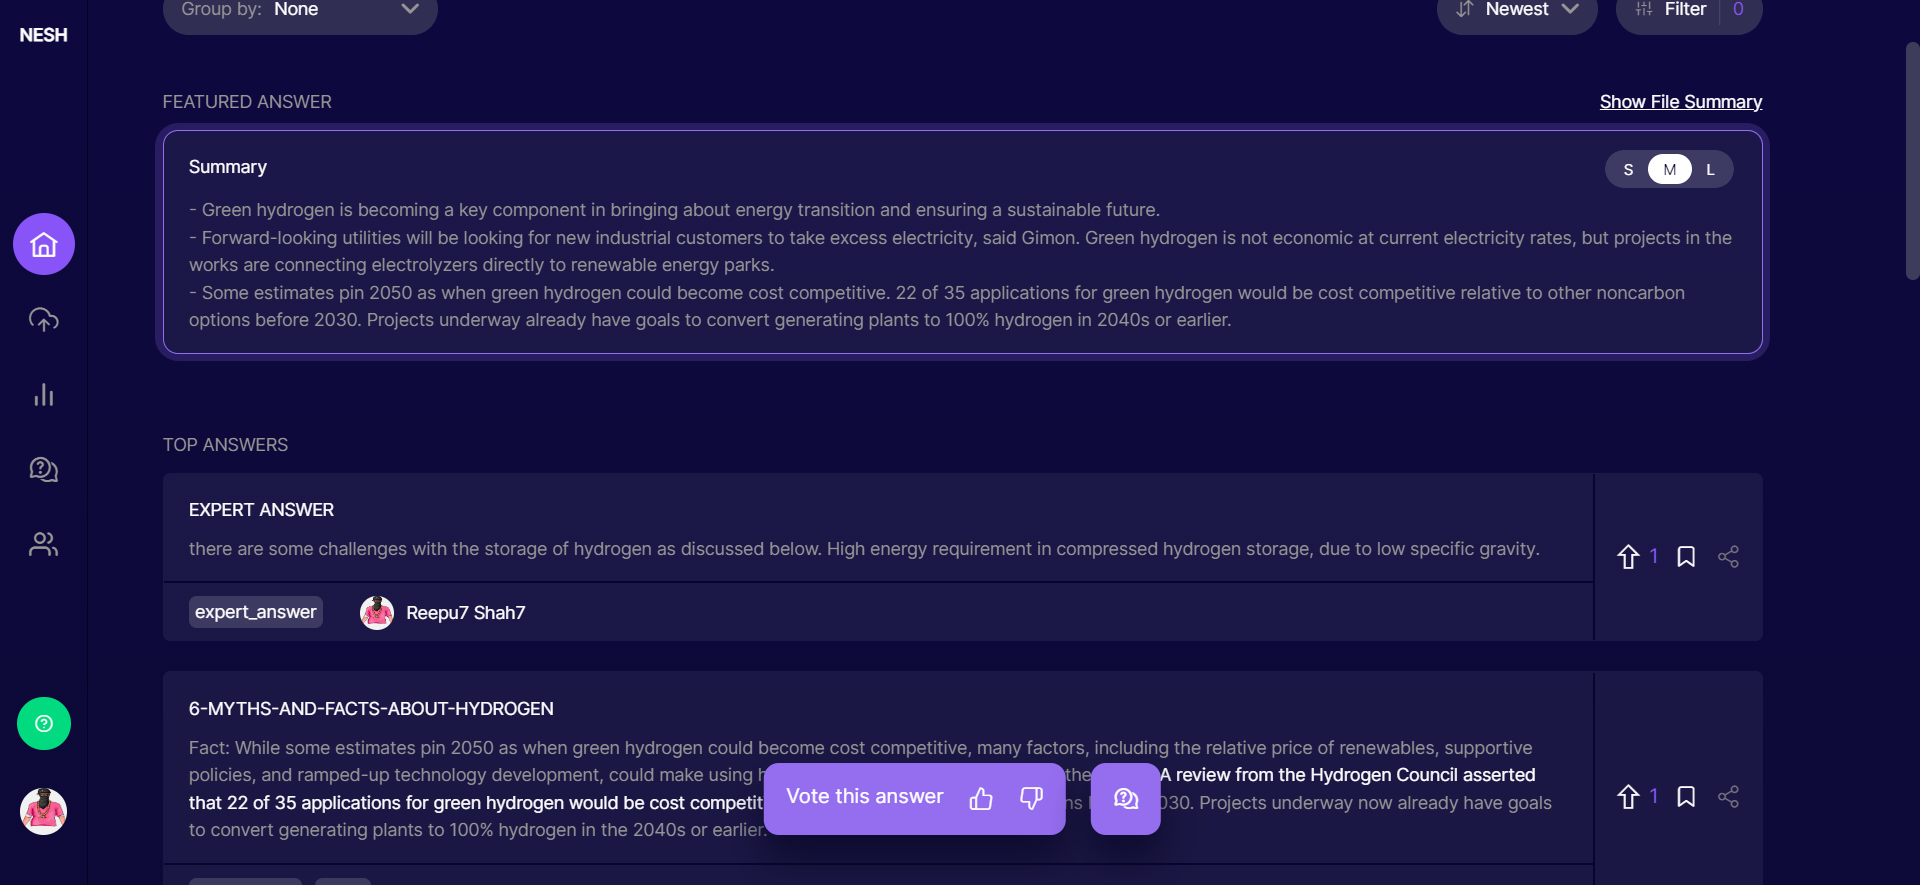 Group by: None
Newest
Filter 0
NESH
FEATURED ANSWER
Show File Summary
Summary
S M L
- Green hydrogen is becoming a key component in bringing about energy transition and ensuring a sustainable future.
- Forward-looking utilities will be looking for new industrial customers to take excess electricity, said Gimon. Green hydrogen is not economic at current electricity rates, but projects in the
works are connecting electrolyzers directly to renewable energy parks.
- Some estimates pin 2050 as when green hydrogen could become cost competitive. 22 of 35 applications for green hydrogen would be cost competitive relative to other noncarbon
options before 2030. Projects underway already have goals to convert generating plants to 100% hydrogen in 2040s or earlier.
TOP ANSWERS
EXPERT ANSWER
there are some challenges with the storage of hydrogen as discussed below. High energy requirement in compressed hydrogen storage, due to low specific gravity.
1
expert_answer
Reepu7 Shah7
6-MYTHS-AND-FACTS-ABOUT-HYDROGEN
Fact: While some estimates pin 2050 as when green hydrogen could become cost competitive, many factors, including the relative price of renewables, supportive
policies, and ramped-up technology development, could make using the A review from the Hydrogen Council asserted
that 22 of 35 applications for green hydrogen would be cost 030. Projects underway now already have goals
to convert generating plants to 100% hydrogen in the 2040s or earlier.
1
Vote this answer